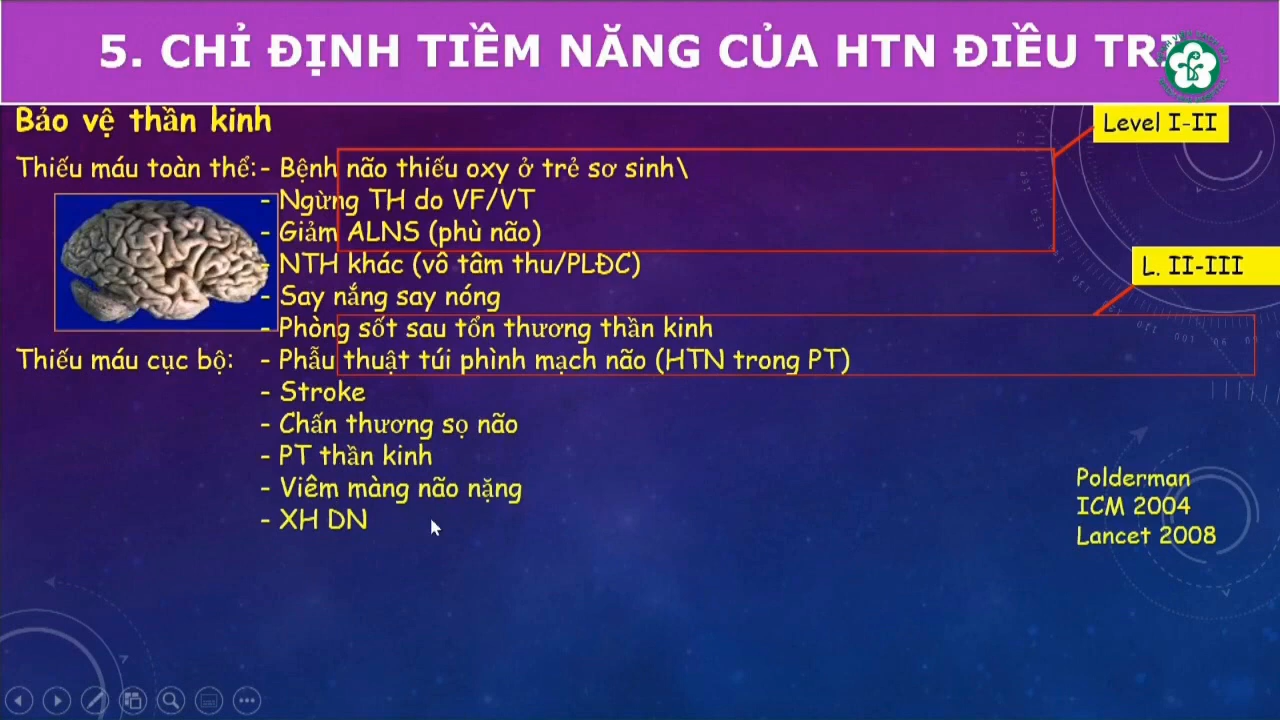 5. CHỈ ĐỊNH TIỀM NĂNG CỦA HTN ĐIỀU TRỊ
Bảo vệ thần kinh
Level I-II
Thiếu máu toàn thể: - Bệnh não thiếu oxy ở trẻ sơ sinh\
- Ngừng TH do VF/VT
- Giảm ALNS (phù não)
- NTH khác (vô tâm thu/PLĐC)
L. II-III
- Say nắng say nóng
- Phòng sốt sau tổn thương thần kinh
Thiếu máu cục bộ: - Phẫu thuật túi phình mạch não (HTN trong PT)
- Stroke
- Chấn thương sọ não
- PT thần kinh
- Viêm màng não nặng
- XH DN
Polderman
ICM 2004
Lancet 2008